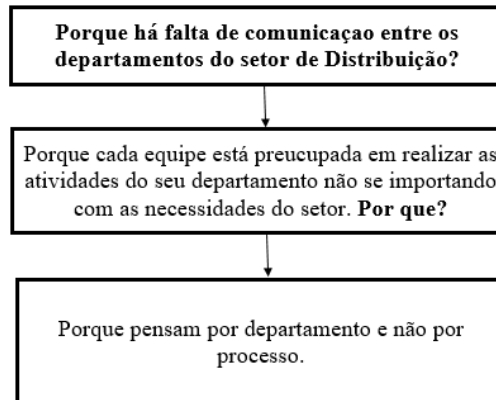 Porque há falta de comunicaçao entre os
departamentos do setor de Distribuição?
Porque cada equipe está preucupada em realizar as
atividades do seu departamento não se importando
com as necessidades do setor. Por que?
Porque pensam por departamento e não por
processo.